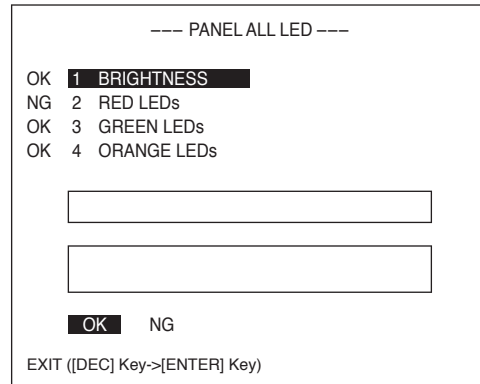 ––– PANEL ALL LED –––
OK 1 BRIGHTNESS
NG 2 RED LEDs
OK 3 GREEN LEDs
OK 4 ORANGE LEDs
OK NG
EXIT ([DEC] Key->[ENTER] Key)